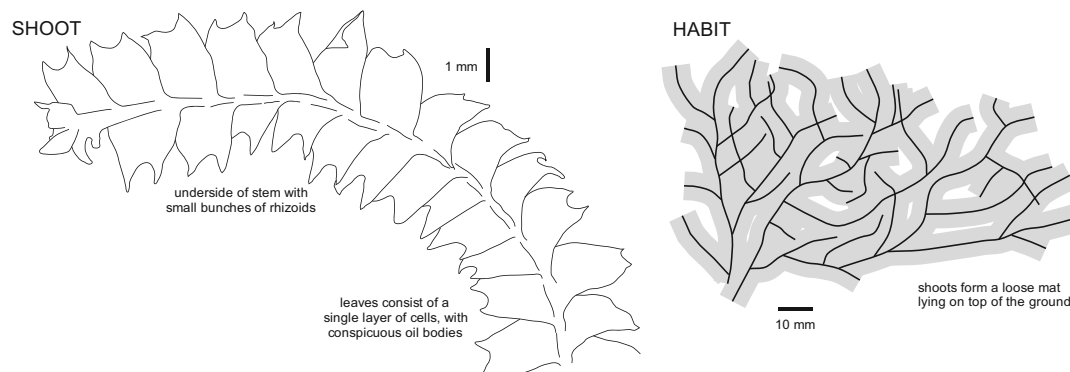 SHOOT
1 mm
underside of stem with
small bunches of rhizoids
leaves consist of a
single layer of cells, with
conspicuous oil bodies
HABIT
10 mm
shoots form a loose mat
lying on top of the ground